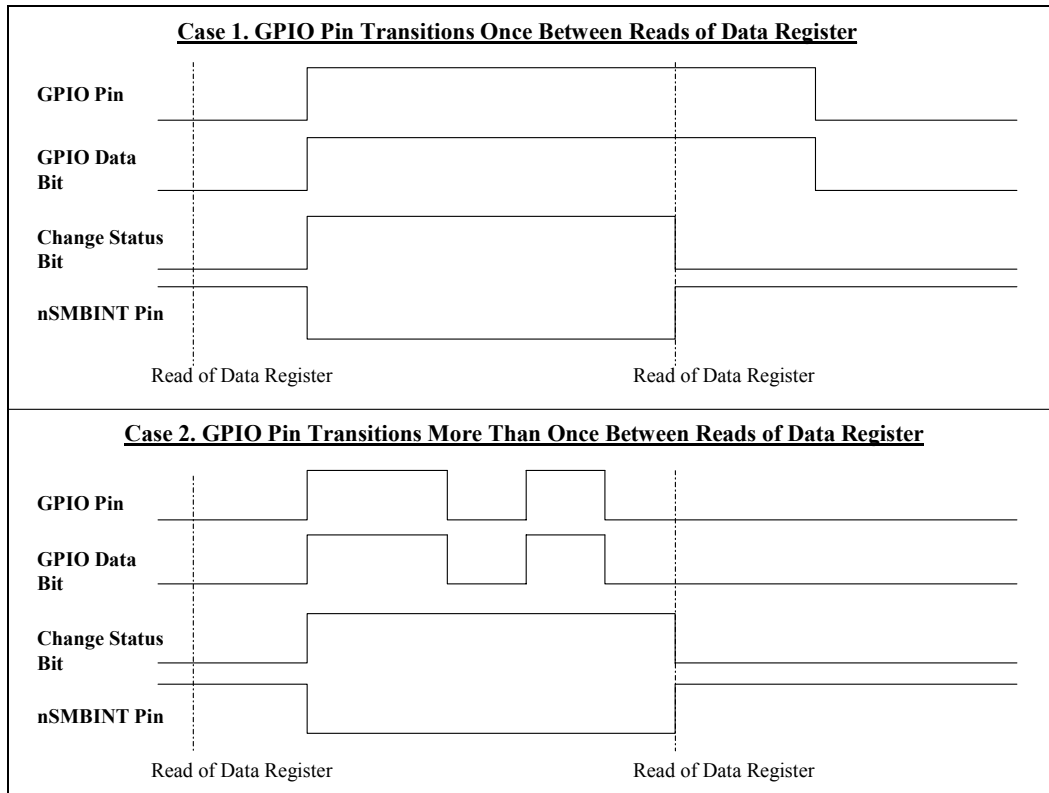 Case 1. GPIO Pin Transitions Once Between Reads of Data Register
GPIO Pin
GPIO Data
Bit
Change Status
Bit
nSMBINT Pin
Read of Data Register
Read of Data Register
Case 2. GPIO Pin Transitions More Than Once Between Reads of Data Register
GPIO Pin
GPIO Data
Bit
Change Status
Bit
nSMBINT Pin
Read of Data Register
Read of Data Register